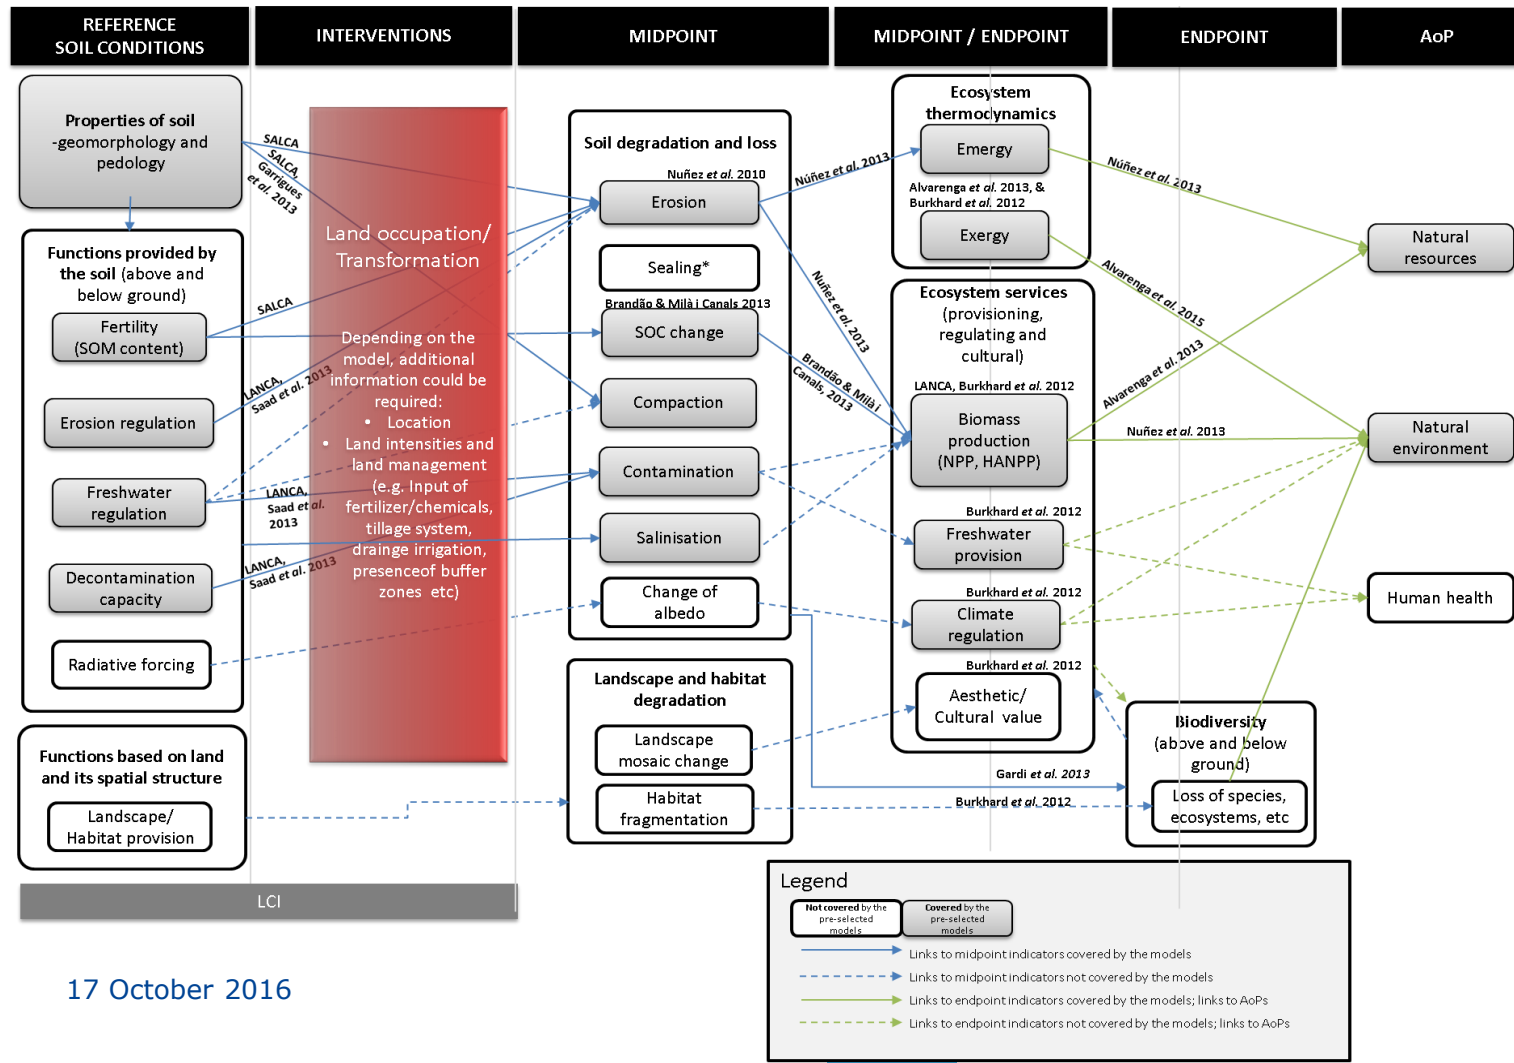 REFERENCE
SOIL CONDITIONS
INTERVENTIONS
MIDPOINT
MIDPOINT / ENDPOINT
ENDPOINT
AoP
Properties of soil
-geomorphology and
pedology
Functions provided by
the soil (above and
below ground)
Fertility
(SOM content)
Erosion regulation
Freshwater
regulation
Decontamination
capacity
Radiative forcing
Functions based on land
and its spatial structure
Landscape/
Habitat provision
LCI
SALCA
SALCA,
Garrigues
et al. 2013
SALCA
LANCA,
Saad et al. 2013
LANCA,
Saad et al.
2013
LANCA,
Saad et al. 2013
Land occupation/
Transformation
Depending on the
model, additional
information could be
required:
• Location
• Land intensities and
land management
(e.g. Input of
fertilizer/chemicals,
tillage system,
drainge irrigation,
presenceof buffer
zones etc)
Soil degradation and loss
Nuñez et al. 2010
Erosion
Sealing*
Brandão & Milà i Canals 2013
SOC change
Compaction
Contamination
Salinisation
Change of
albedo
Landscape and habitat
degradation
Landscape
mosaic change
Habitat
fragmentation
Núñez et al. 2013
Nuñez et al. 2013
Brandão & Milà i
Canals, 2013
Ecosystem
thermodynamics
Emergy
Alvarenga et al. 2013, &
Burkhard et al. 2012
Exergy
Ecosystem services
(provisioning,
regulating and
cultural)
LANCA, Burkhard et al. 2012
Biomass
production
(NPP, HANPP)
Burkhard et al. 2012
Freshwater
provision
Burkhard et al. 2012
Climate
regulation
Burkhard et al. 2012
Aesthetic/
Cultural value
Gardi et al. 2013
Burkhard et al. 2012
Núñez et al. 2013
Alvarenga et al. 2015
Alvarenga et al. 2013
Nuñez et al. 2013
Biodiversity
(above and below
ground)
Loss of species,
ecosystems, etc
Natural
resources
Natural
environment
Human health
Legend
Not covered by the
pre-selected
models
Covered by the
pre-selected
models
Links to midpoint indicators covered by the models
Links to midpoint indicators not covered by the models
Links to endpoint indicators covered by the models; links to AoPs
Links to endpoint indicators not covered by the models; links to AoPs
17 October 2016